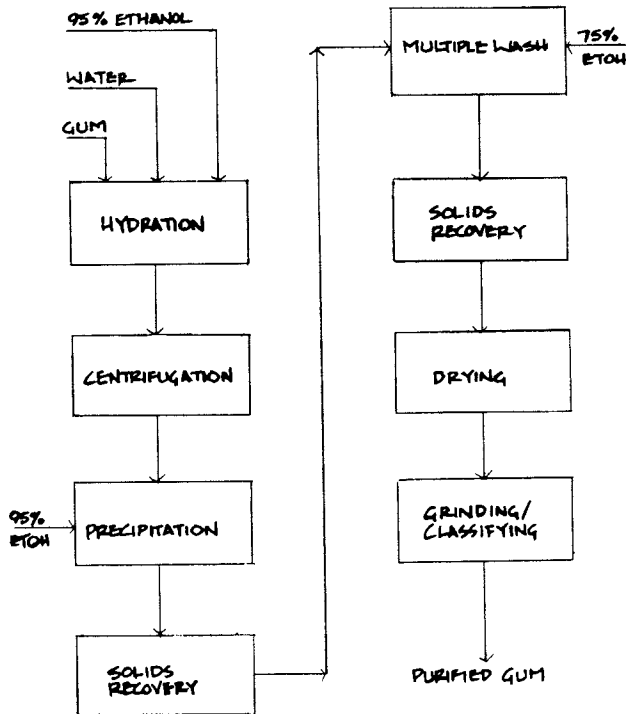 95% ETHANOL
WATER
GUM
HYDRATION
CENTRIFUGATION
95%
ETOH
PRECIPITATION
SOLIDS
RECOVERY
MULTIPLE WASH
75%
ETOH
SOLIDS
RECOVERY
DRYING
GRINDING/
CLASSIFYING
PURIFIED GUM